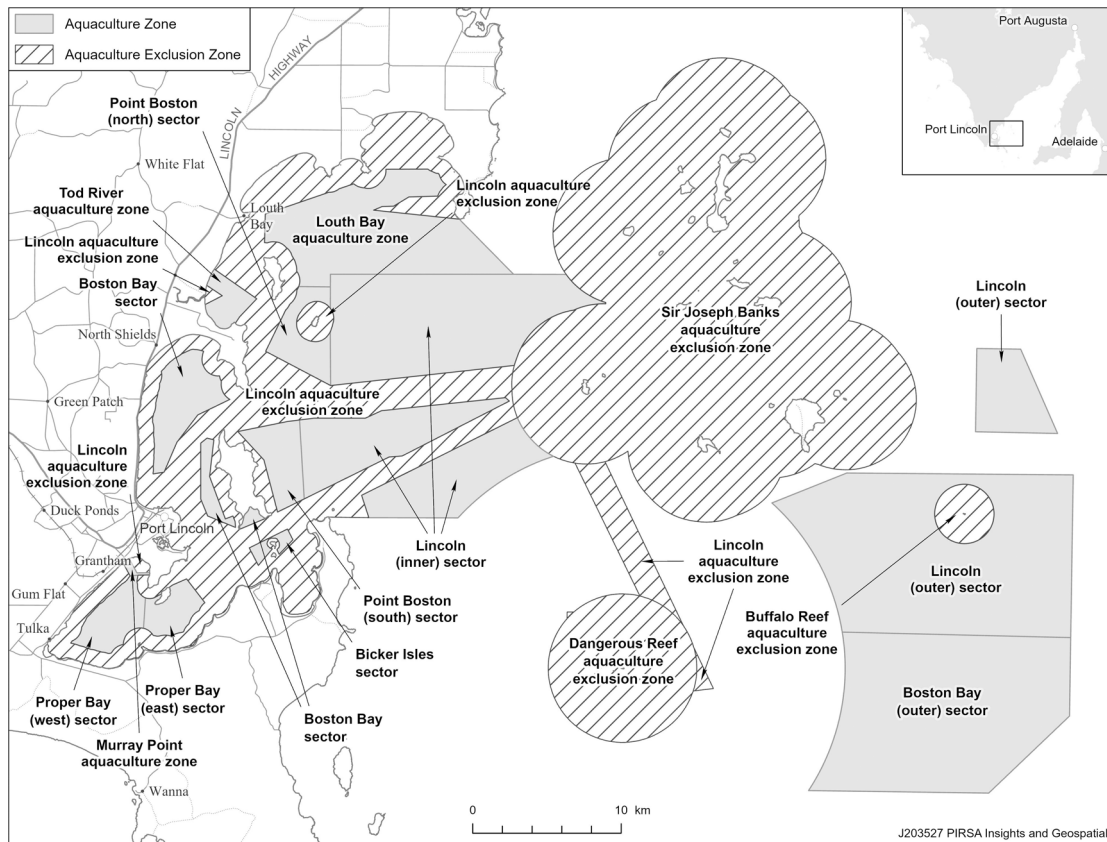 Aquaculture Zone
Aquaculture Exclusion Zone
Port Augusta
Port Lincoln
Adelaide
HIGHWAY
LINCOLN
Point Boston
(north) sector
White Flat
Tod River
aquaculture zone
Lincoln aquaculture
exclusion zone
Louth
Bay
Louth Bay
aquaculture zone
Lincoln aquaculture
exclusion zone
Boston Bay
sector
North Shields
Sir Joseph Banks
aquaculture
exclusion zone
Lincoln
(outer) sector
Green Patch
Lincoln aquaculture
exclusion zone
Lincoln
aquaculture
exclusion zone
Duck Ponds
Port Lincoln
Grantham
Gum Flat
Tulka
Lincoln
(inner) sector
Point Boston
(south) sector
Bicker Isles
sector
Boston Bay
sector
Lincoln
aquaculture
exclusion zone
Buffalo Reef
aquaculture
exclusion zone
Lincoln
(outer) sector
Dangerous Reef
aquaculture
exclusion zone
Boston Bay
(outer) sector
Proper Bay
(west) sector
Proper Bay
(east) sector
Murray Point
aquaculture zone
Wanna
0 10 km
J203527 PIRSA Insights and Geospatial